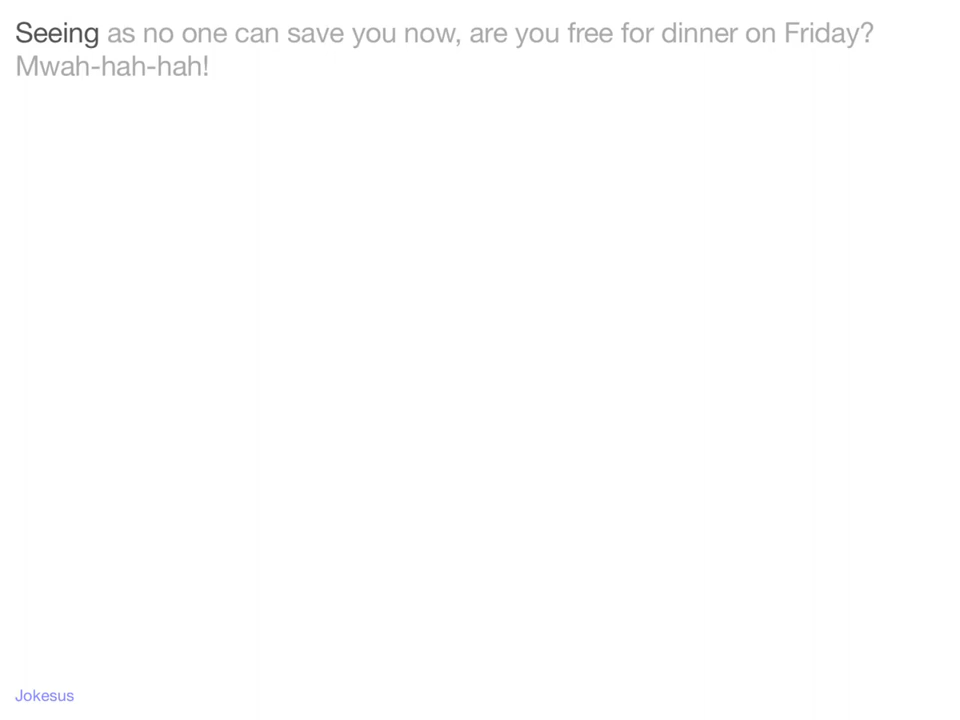 Seeing as no one can save you now, are you free for dinner on Friday?
Mwah-hah-hah!
Jokesus